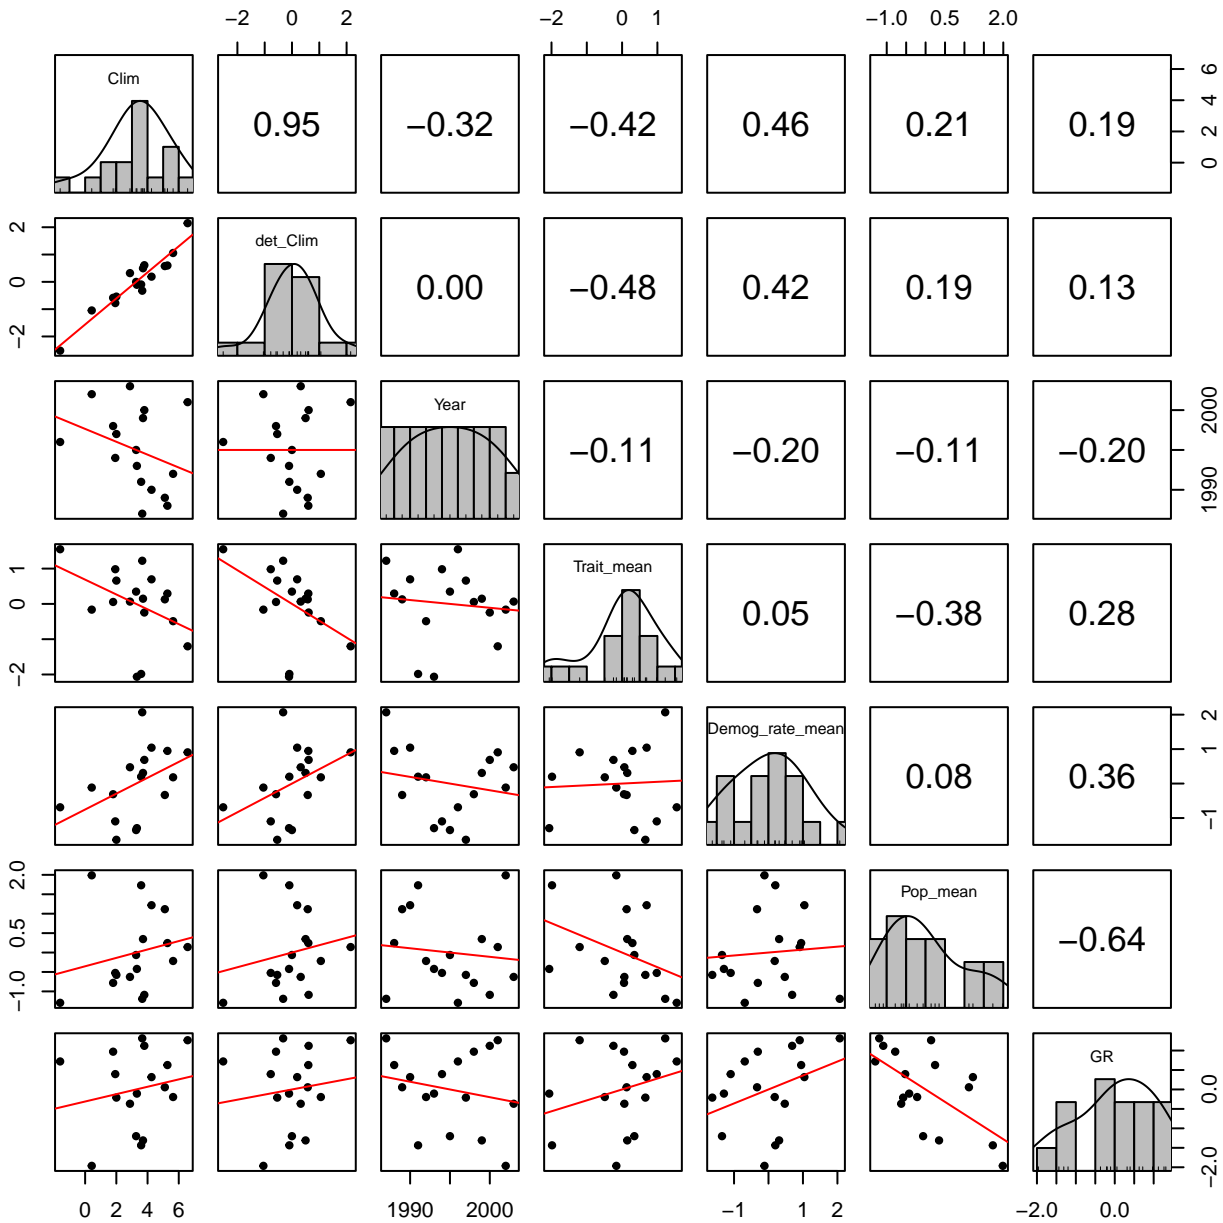 −2 0 2 −2 0 1 −1.0 0.5 2.0
Clim 0.95 −0.32 −0.42 0.46 0.21 0.19 0 2 4 6
−2 0 2 det_Clim 0.00 −0.48 0.42 0.19 0.13
Year −0.11 −0.20 −0.11 −0.20 1990 2000
−2 0 1 Trait_mean 0.05 −0.38 0.28
Demog_rate_mean 0.08 0.36 −1 1 2
−1.0 0.5 2.0 Pop_mean −0.64
GR −2.0 0.0
0 2 4 6 1990 2000 −1 1 2 −2.0 0.0